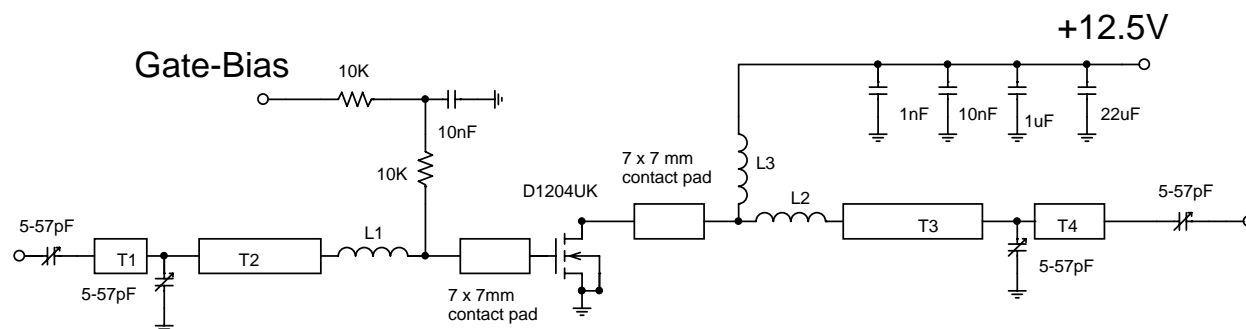 +12.5V
Gate-Bias
10K
10nF
1nF
10nF
1uF
22uF
10K
7 x 7 mm
contact pad
L3
D1204UK
L2
5-57pF
T3
T4
5-57pF
L1
T1
T2
5-57pF
5-57pF
7 x 7mm
contact pad